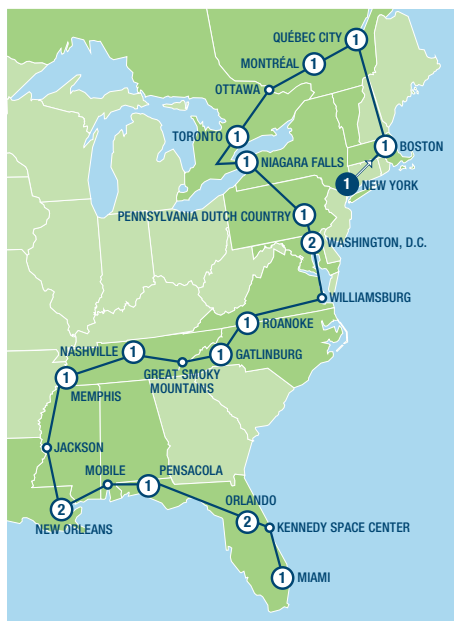 QUÉBEC CITY
1
MONTRÉAL
1
OTTAWA
TORONTO
1
1
BOSTON
1
NIAGARA FALLS
1
NEW YORK
PENNSYLVANIA DUTCH COUNTRY
1
2
WASHINGTON, D.C.
WILLIAMSBURG
1
ROANOKE
NASHVILLE
1
1
GATLINBURG
GREAT SMOKY
MOUNTAINS
1
MEMPHIS
JACKSON
MOBILE
PENSACOLA
1
2
NEW ORLEANS
ORLANDO
2
KENNEDY SPACE CENTER
1
MIAMI